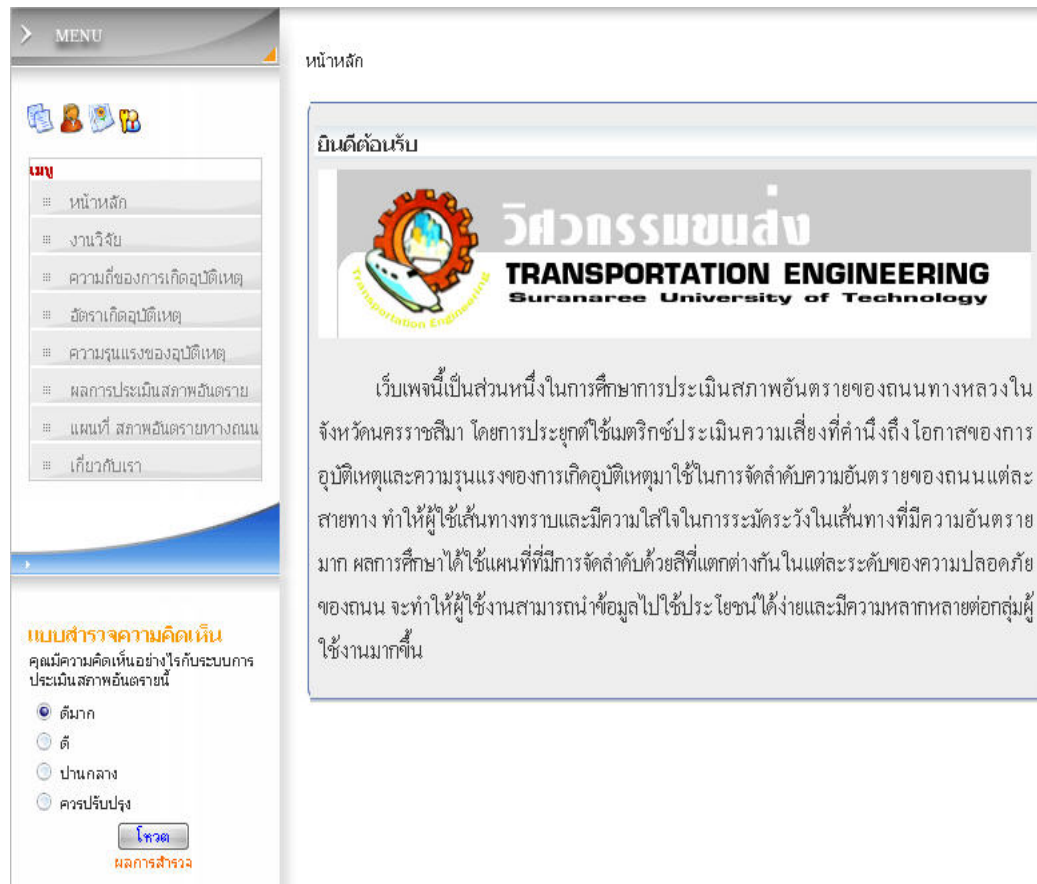 MENU
เมนู
หน้าหลัก
งานวิจัย
ความถี่ของการเกิดอุบัติเหตุ
อัตราเกิดอุบัติเหตุ
ความรุนแรงของอุบัติเหตุ
ผลการประเมินสภาพอันตราย
แผนที่ สภาพอันตรายทางถนน
เกี่ยวกับเรา
แบบสำรวจความคิดเห็น
คุณมีความคิดเห็นอย่างไรกับระบบการ
ประเมินสภาพอันตรายนี้
ดีมาก
ดี
ปานกลาง
ควรปรับปรุง
โหวต
ผลการสำรวจ
หน้าหลัก
ยินดีต้อนรับ
วิศวกรรมขนส่ง
TRANSPORTATION ENGINEERING
Suranaree University of Technology
Transportation Engineering
เว็บเพจนี้เป็นส่วนหนึ่งในการศึกษาการประเมินสภาพอันตรายของถนนทางหลวงใน
จังหวัดนครราชสีมา โดยการประยุกต์ใช้เมตริกซ์ประเมินความเสี่ยงที่คำนึงถึงโอกาสของการ
อุบัติเหตุและความรุนแรงของการเกิดอุบัติเหตุมาใช้ในการจัดลำดับความอันตรายของถนนแต่ละ
สายทาง ทำให้ผู้ใช้เส้นทางทราบและมีความใส่ใจในการระมัดระวังในเส้นทางที่มีความอันตราย
มาก ผลการศึกษาได้ใช้แผนที่ที่มีการจัดลำดับด้วยสีที่แตกต่างกันในแต่ละระดับของความปลอดภัย
ของถนน จะทำให้ผู้ใช้งานสามารถนำข้อมูลไปใช้ประโยชน์ได้ง่ายและมีความหลากหลายต่อกลุ่มผู้
ใช้งานมากขึ้น